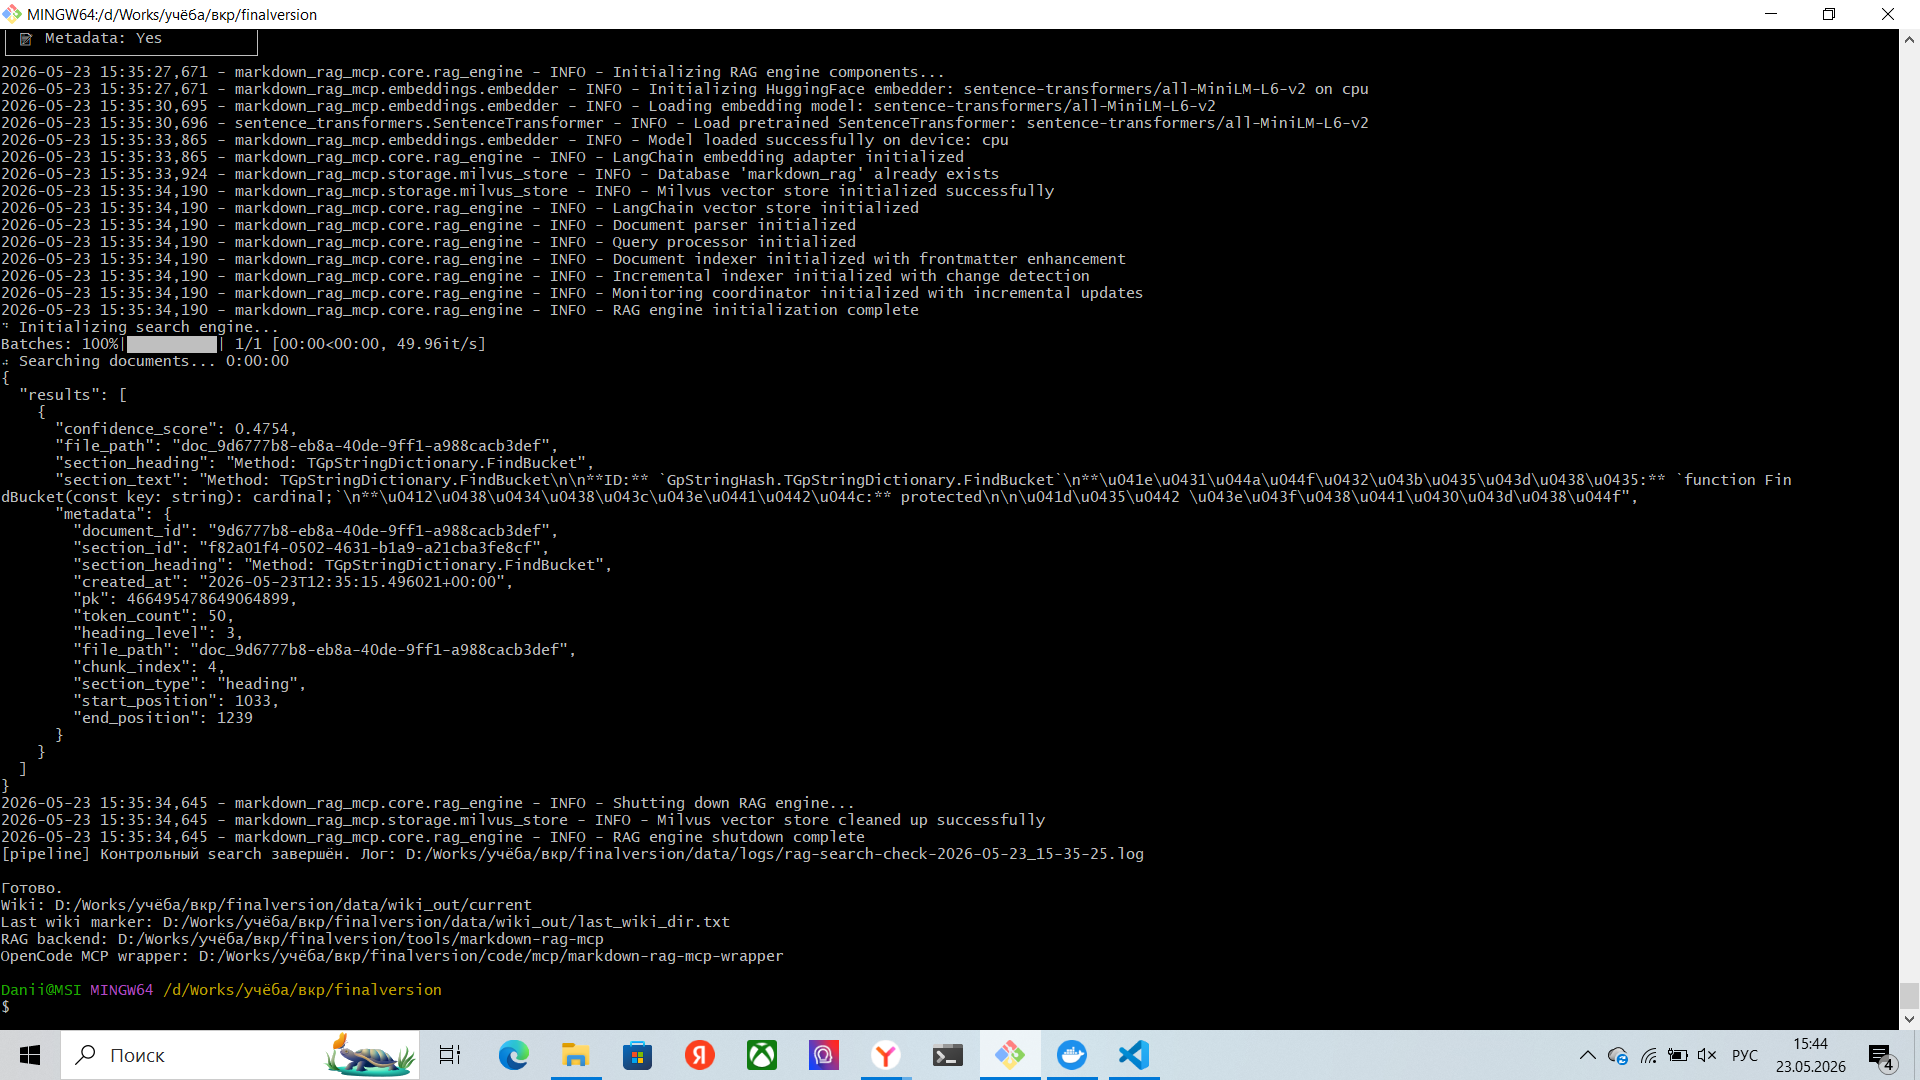 MINGW64:/d/Works/учёба/вкр/finalversion
Metadata: Yes
2026-05-23 15:35:27,671 - markdown_rag_mcp.core.rag_engine - INFO - Initializing RAG engine components...
2026-05-23 15:35:27,671 - markdown_rag_mcp.embeddings.embedder - INFO - Initializing HuggingFace embedder: sentence-transformers/all-MiniLM-L6-v2 on cpu
2026-05-23 15:35:30,695 - markdown_rag_mcp.embeddings.embedder - INFO - Loading embedding model: sentence-transformers/all-MiniLM-L6-v2
2026-05-23 15:35:30,696 - sentence_transformers.SentenceTransformer - INFO - Load pretrained SentenceTransformer: sentence-transformers/all-MiniLM-L6-v2
2026-05-23 15:35:33,865 - markdown_rag_mcp.embeddings.embedder - INFO - Model loaded successfully on device: cpu
2026-05-23 15:35:33,865 - markdown_rag_mcp.core.rag_engine - INFO - LangChain embedding adapter initialized
2026-05-23 15:35:33,924 - markdown_rag_mcp.storage.milvus_store - INFO - Database 'markdown_rag' already exists
2026-05-23 15:35:34,190 - markdown_rag_mcp.storage.milvus_store - INFO - Milvus vector store initialized successfully
2026-05-23 15:35:34,190 - markdown_rag_mcp.core.rag_engine - INFO - LangChain vector store initialized
2026-05-23 15:35:34,190 - markdown_rag_mcp.core.rag_engine - INFO - Document parser initialized
2026-05-23 15:35:34,190 - markdown_rag_mcp.core.rag_engine - INFO - Query processor initialized
2026-05-23 15:35:34,190 - markdown_rag_mcp.core.rag_engine - INFO - Document indexer initialized with frontmatter enhancement
2026-05-23 15:35:34,190 - markdown_rag_mcp.core.rag_engine - INFO - Incremental indexer initialized with change detection
2026-05-23 15:35:34,190 - markdown_rag_mcp.core.rag_engine - INFO - Monitoring coordinator initialized with incremental updates
2026-05-23 15:35:34,190 - markdown_rag_mcp.core.rag_engine - INFO - RAG engine initialization complete
Initializing search engine...
Batches: 100%|██████████| 1/1 [00:00<00:00, 49.96it/s]
Searching documents... 0:00:00
{
  "results": [
    {
      "confidence_score": 0.4754,
      "file_path": "doc_9d6777b8-eb8a-40de-9ff1-a988cacb3def",
      "section_heading": "Method: TGpStringDictionary.FindBucket",
      "section_text": "Method: TGpStringDictionary.FindBucket\n\n**ID:** `GpStringHash.TGpStringDictionary.FindBucket`\n**\u041e\u0431\u044a\u044f\u0432\u043b\u0435\u043d\u0438\u0435:** `function Fin
dBucket(const key: string): cardinal;`\n**\u0412\u0438\u0434\u0438\u043c\u043e\u0441\u0442\u044c:** protected\n\n\u041d\u0435\u0442 \u043e\u043f\u0438\u0441\u0430\u043d\u0438\u044f",
      "metadata": {
        "document_id": "9d6777b8-eb8a-40de-9ff1-a988cacb3def",
        "section_id": "f82a01f4-0502-4631-b1a9-a21cba3fe8cf",
        "section_heading": "Method: TGpStringDictionary.FindBucket",
        "created_at": "2026-05-23T12:35:15.496021+00:00",
        "pk": 466495478649064899,
        "token_count": 50,
        "heading_level": 3,
        "file_path": "doc_9d6777b8-eb8a-40de-9ff1-a988cacb3def",
        "chunk_index": 4,
        "section_type": "heading",
        "start_position": 1033,
        "end_position": 1239
      }
    }
  ]
}
2026-05-23 15:35:34,645 - markdown_rag_mcp.core.rag_engine - INFO - Shutting down RAG engine...
2026-05-23 15:35:34,645 - markdown_rag_mcp.storage.milvus_store - INFO - Milvus vector store cleaned up successfully
2026-05-23 15:35:34,645 - markdown_rag_mcp.core.rag_engine - INFO - RAG engine shutdown complete
[pipeline] Контрольный search завершён. Лог: D:/Works/учёба/вкр/finalversion/data/logs/rag-search-check-2026-05-23_15-35-25.log
Готово.
Wiki: D:/Works/учёба/вкр/finalversion/data/wiki_out/current
Last wiki marker: D:/Works/учёба/вкр/finalversion/data/wiki_out/last_wiki_dir.txt
RAG backend: D:/Works/учёба/вкр/finalversion/tools/markdown-rag-mcp
OpenCode MCP wrapper: D:/Works/учёба/вкр/finalversion/code/mcp/markdown-rag-mcp-wrapper
Danii@MSI MINGW64 /d/Works/учёба/вкр/finalversion
$
Поиск
РУС
15:44
23.05.2026
4